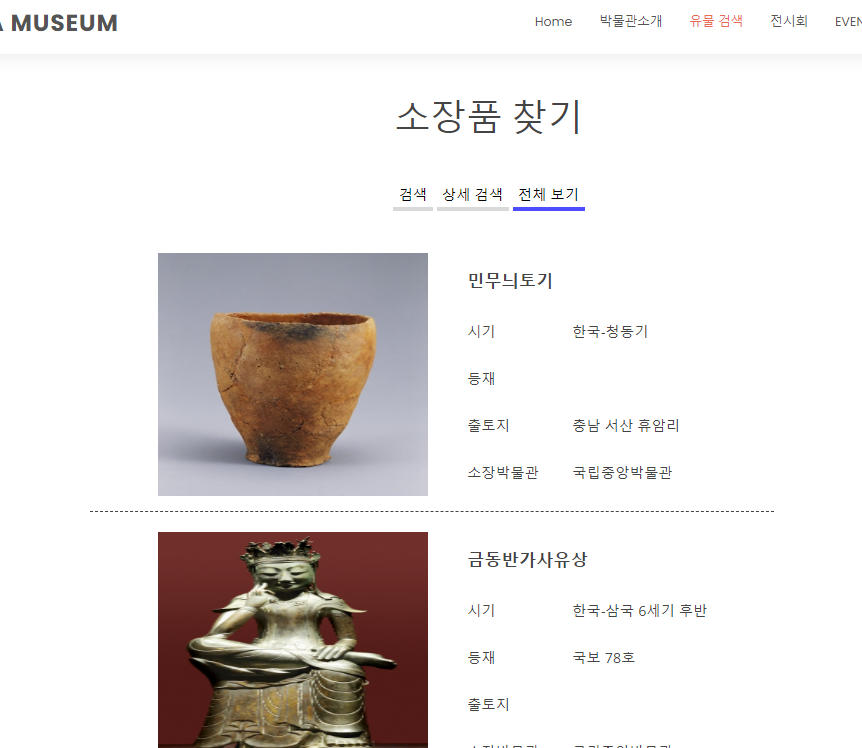 MUSEUM
Home 박물관소개 유물 검색 전시회
소장품 찾기
검색 상세 검색 전체 보기
민무늬토기
시기 한국-청동기
등재
출토지 충남 서산 휴암리
소장박물관 국립중앙박물관
금동반가사유상
시기 한국-삼국 6세기 후반
등재 국보 78호
출토지